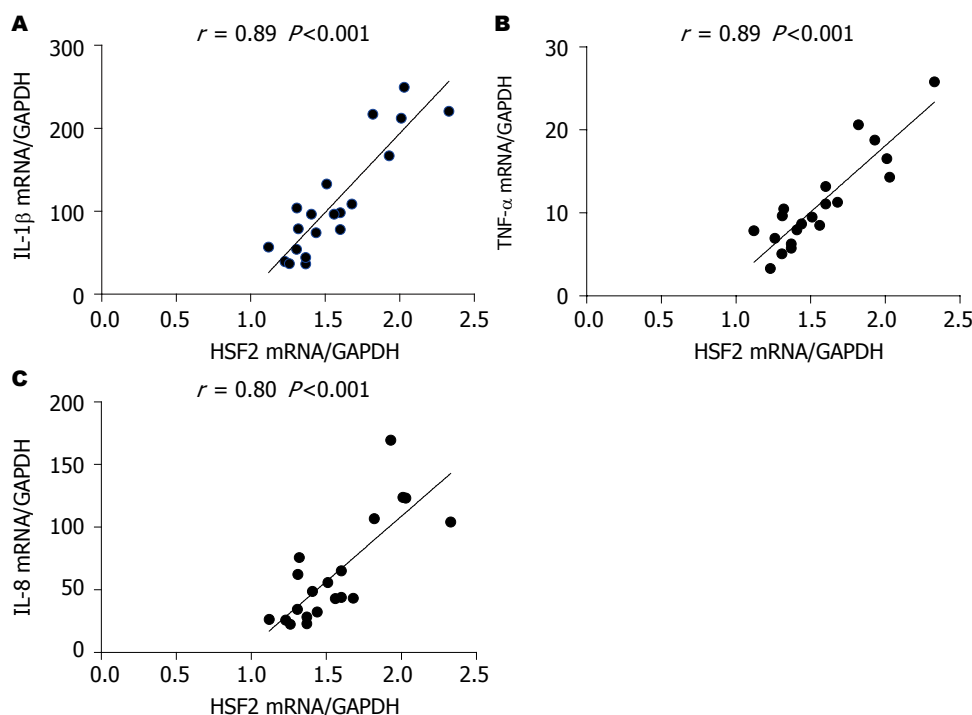 A
r = 0.89 P<0.001
IL-1β mRNA/GAPDH
300
200
100
0
0.0 0.5 1.0 1.5 2.0 2.5
HSF2 mRNA/GAPDH
B
r = 0.89 P<0.001
TNF-α mRNA/GAPDH
30
20
10
0
0.0 0.5 1.0 1.5 2.0 2.5
HSF2 mRNA/GAPDH
C
r = 0.80 P<0.001
IL-8 mRNA/GAPDH
200
150
100
50
0
0.0 0.5 1.0 1.5 2.0 2.5
HSF2 mRNA/GAPDH